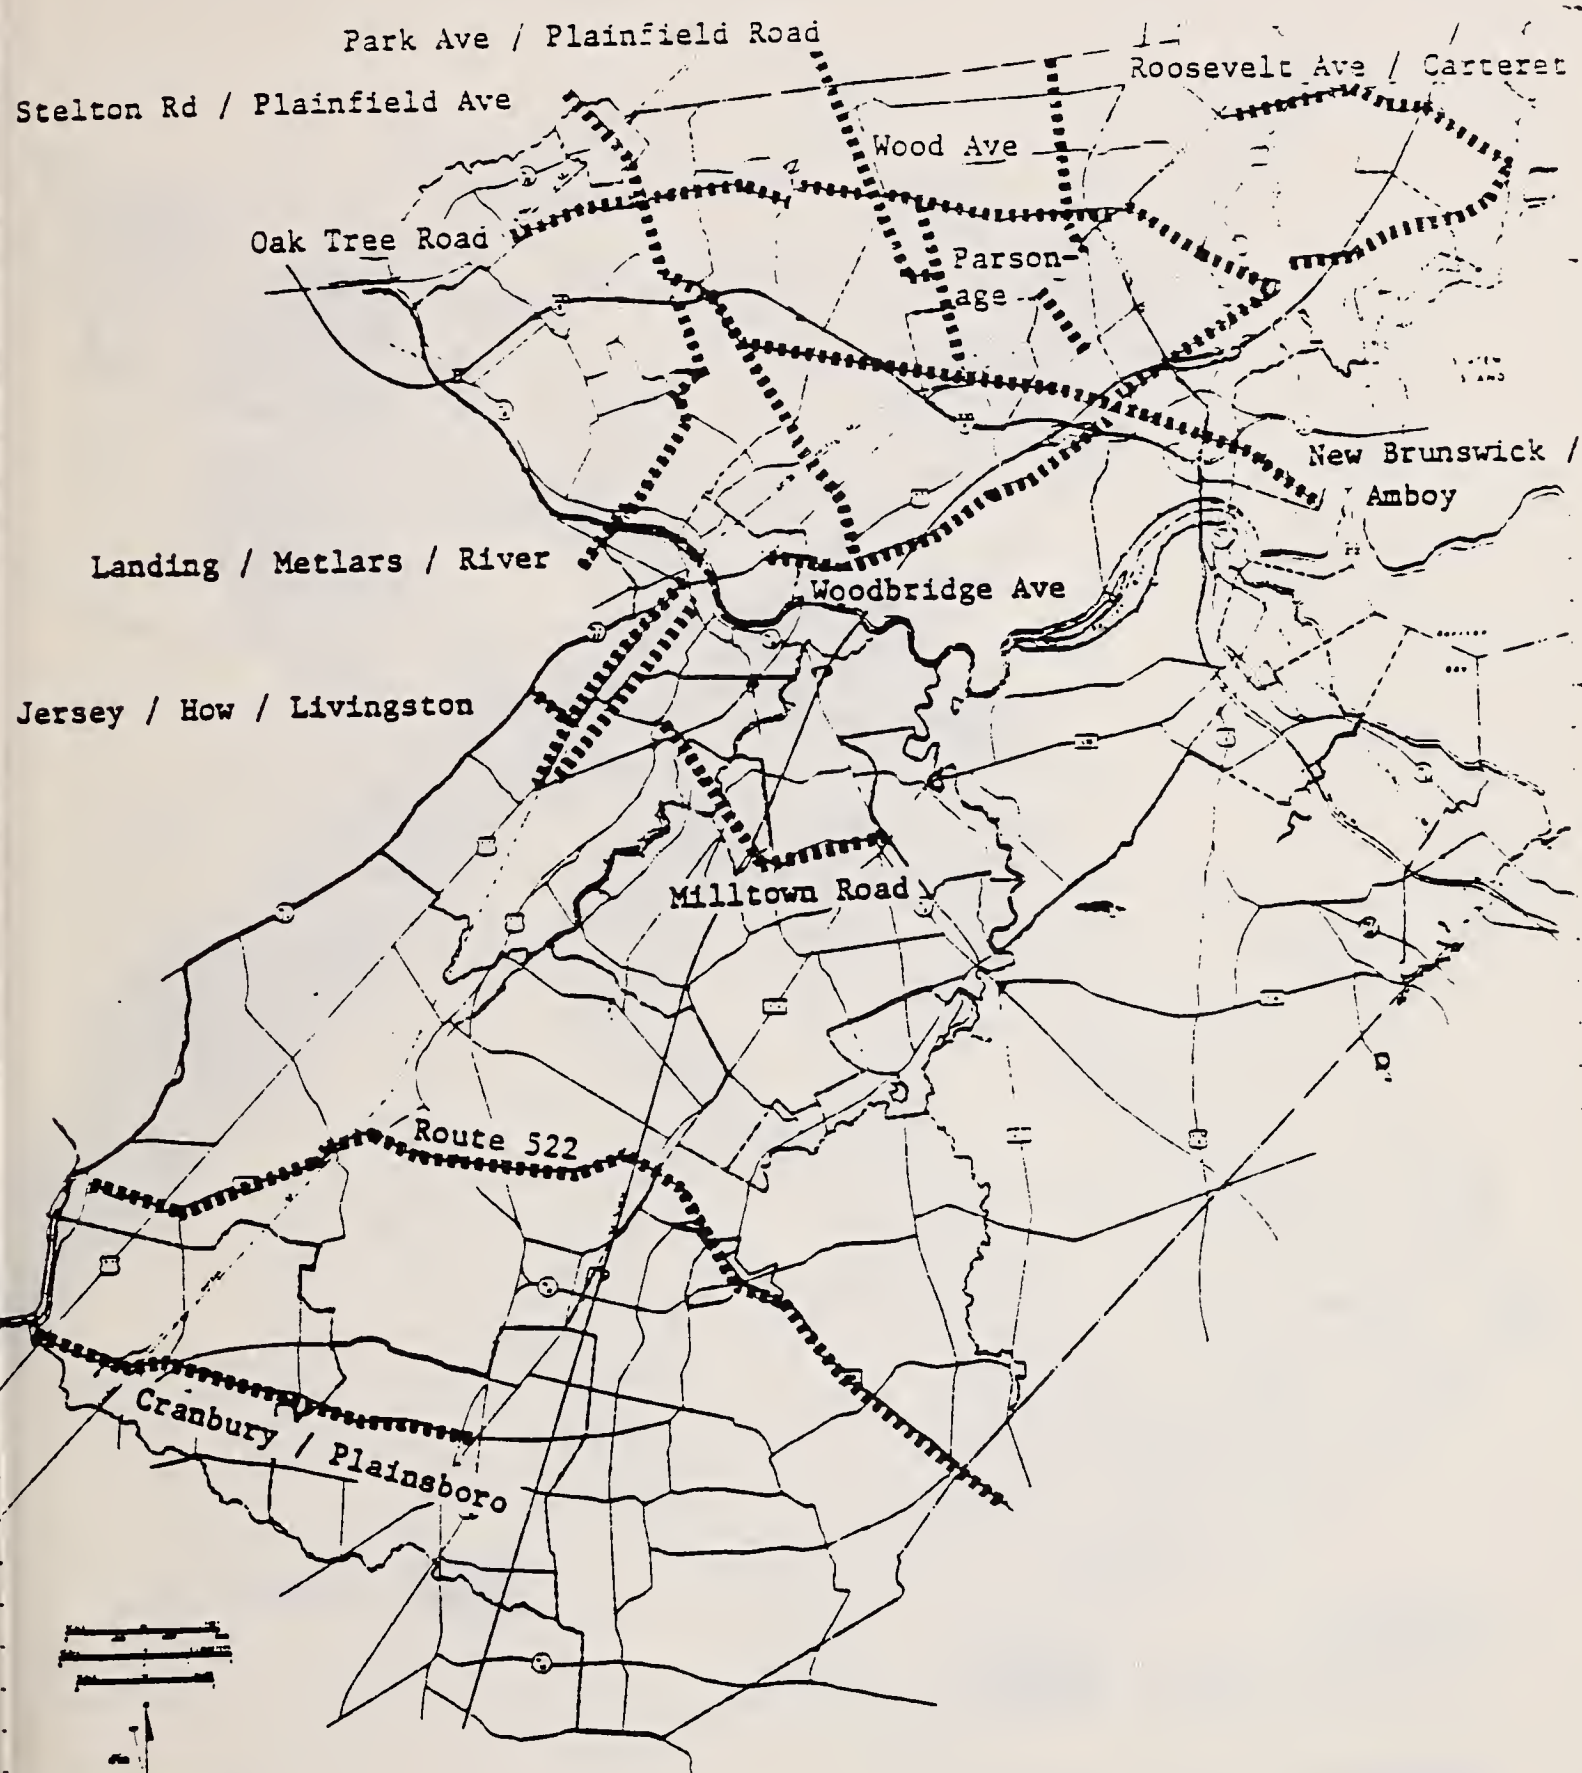 Park Ave / Plainfield Road
Roosevelt Ave / Carteret
Stelton Rd / Plainfield Ave
Wood Ave
Oak Tree Road
Parson-
age
New Brunswick /
Amboy
Landing / Metlars / River
Woodbridge Ave
Jersey / How / Livingston
Milltown Road
Route 522
Cranbury / Plainsboro